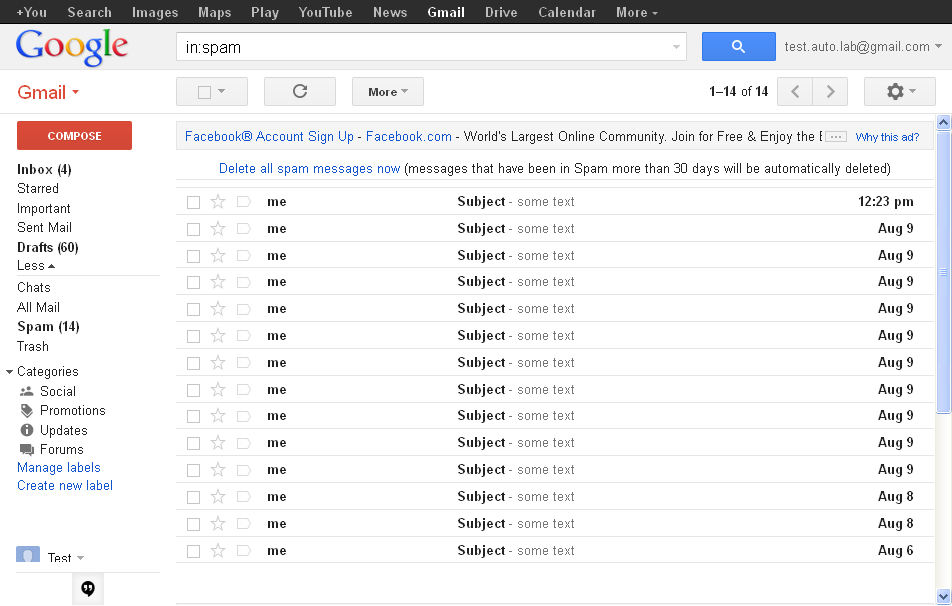 +You Search Images Maps Play YouTube News Gmail Drive Calendar More
Google in:spam test.auto.lab@gmail.com
Gmail More 1–14 of 14
COMPOSE
Inbox (4)
Starred
Important
Sent Mail
Drafts (60)
Less
Chats
All Mail
Spam (14)
Trash
Categories
Social
Promotions
Updates
Forums
Manage labels
Create new label
Test
Facebook® Account Sign Up - Facebook.com - World's Largest Online Community. Join for Free & Enjoy the ... Why this ad?
Delete all spam messages now (messages that have been in Spam more than 30 days will be automatically deleted)
me Subject - some text 12:23 pm
me Subject - some text Aug 9
me Subject - some text Aug 9
me Subject - some text Aug 9
me Subject - some text Aug 9
me Subject - some text Aug 9
me Subject - some text Aug 9
me Subject - some text Aug 9
me Subject - some text Aug 9
me Subject - some text Aug 9
me Subject - some text Aug 9
me Subject - some text Aug 8
me Subject - some text Aug 8
me Subject - some text Aug 6